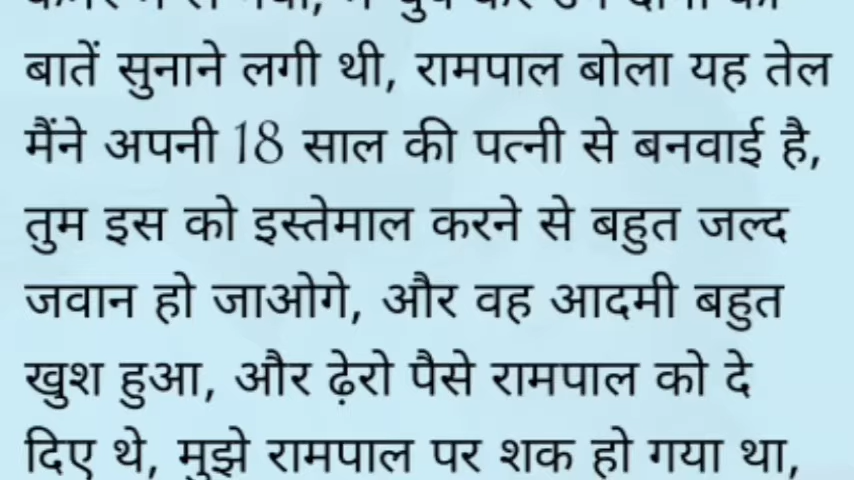 बातें सुनाने लगी थी, रामपाल बोला यह तेल
मैंने अपनी 18 साल की पत्नी से बनवाई है,
तुम इस को इस्तेमाल करने से बहुत जल्द
जवान हो जाओगे, और वह आदमी बहुत
खुश हुआ, और ढ़ेरो पैसे रामपाल को दे
दिए थे, मुझे रामपाल पर शक हो गया था,